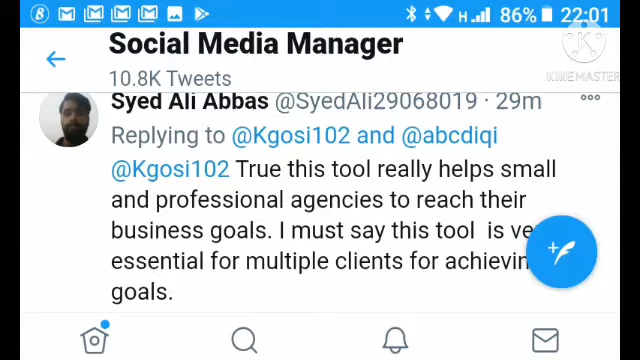 86% 22:01
Social Media Manager
10.8K Tweets
KINEMASTER
Syed Ali Abbas @SyedAli29068019 · 29m
Replying to @Kgosi102 and @abcdiqi
@Kgosi102 True this tool really helps small
and professional agencies to reach their
business goals. I must say this tool is ve
essential for multiple clients for achievin
goals.